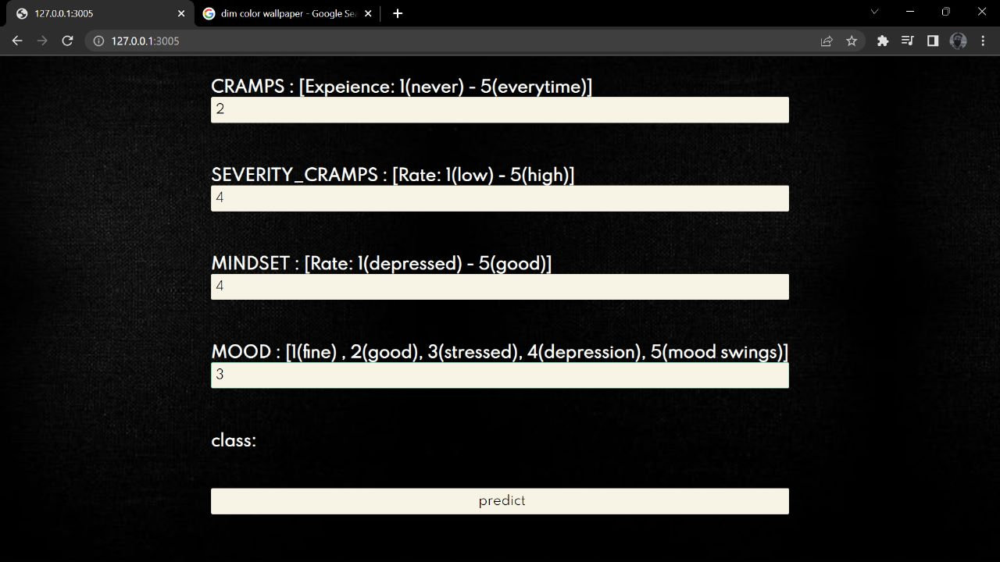 127.0.0.1:3005
dim color wallpaper - Google Se
127.0.0.1:3005
CRAMPS : [Expeience: 1(never) - 5(everytime)]
2
SEVERITY_CRAMPS : [Rate: 1(low) - 5(high)]
4
MINDSET : [Rate: 1(depressed) - 5(good)]
4
MOOD : [1(fine) , 2(good), 3(stressed), 4(depression), 5(mood swings)]
3
class:
predict